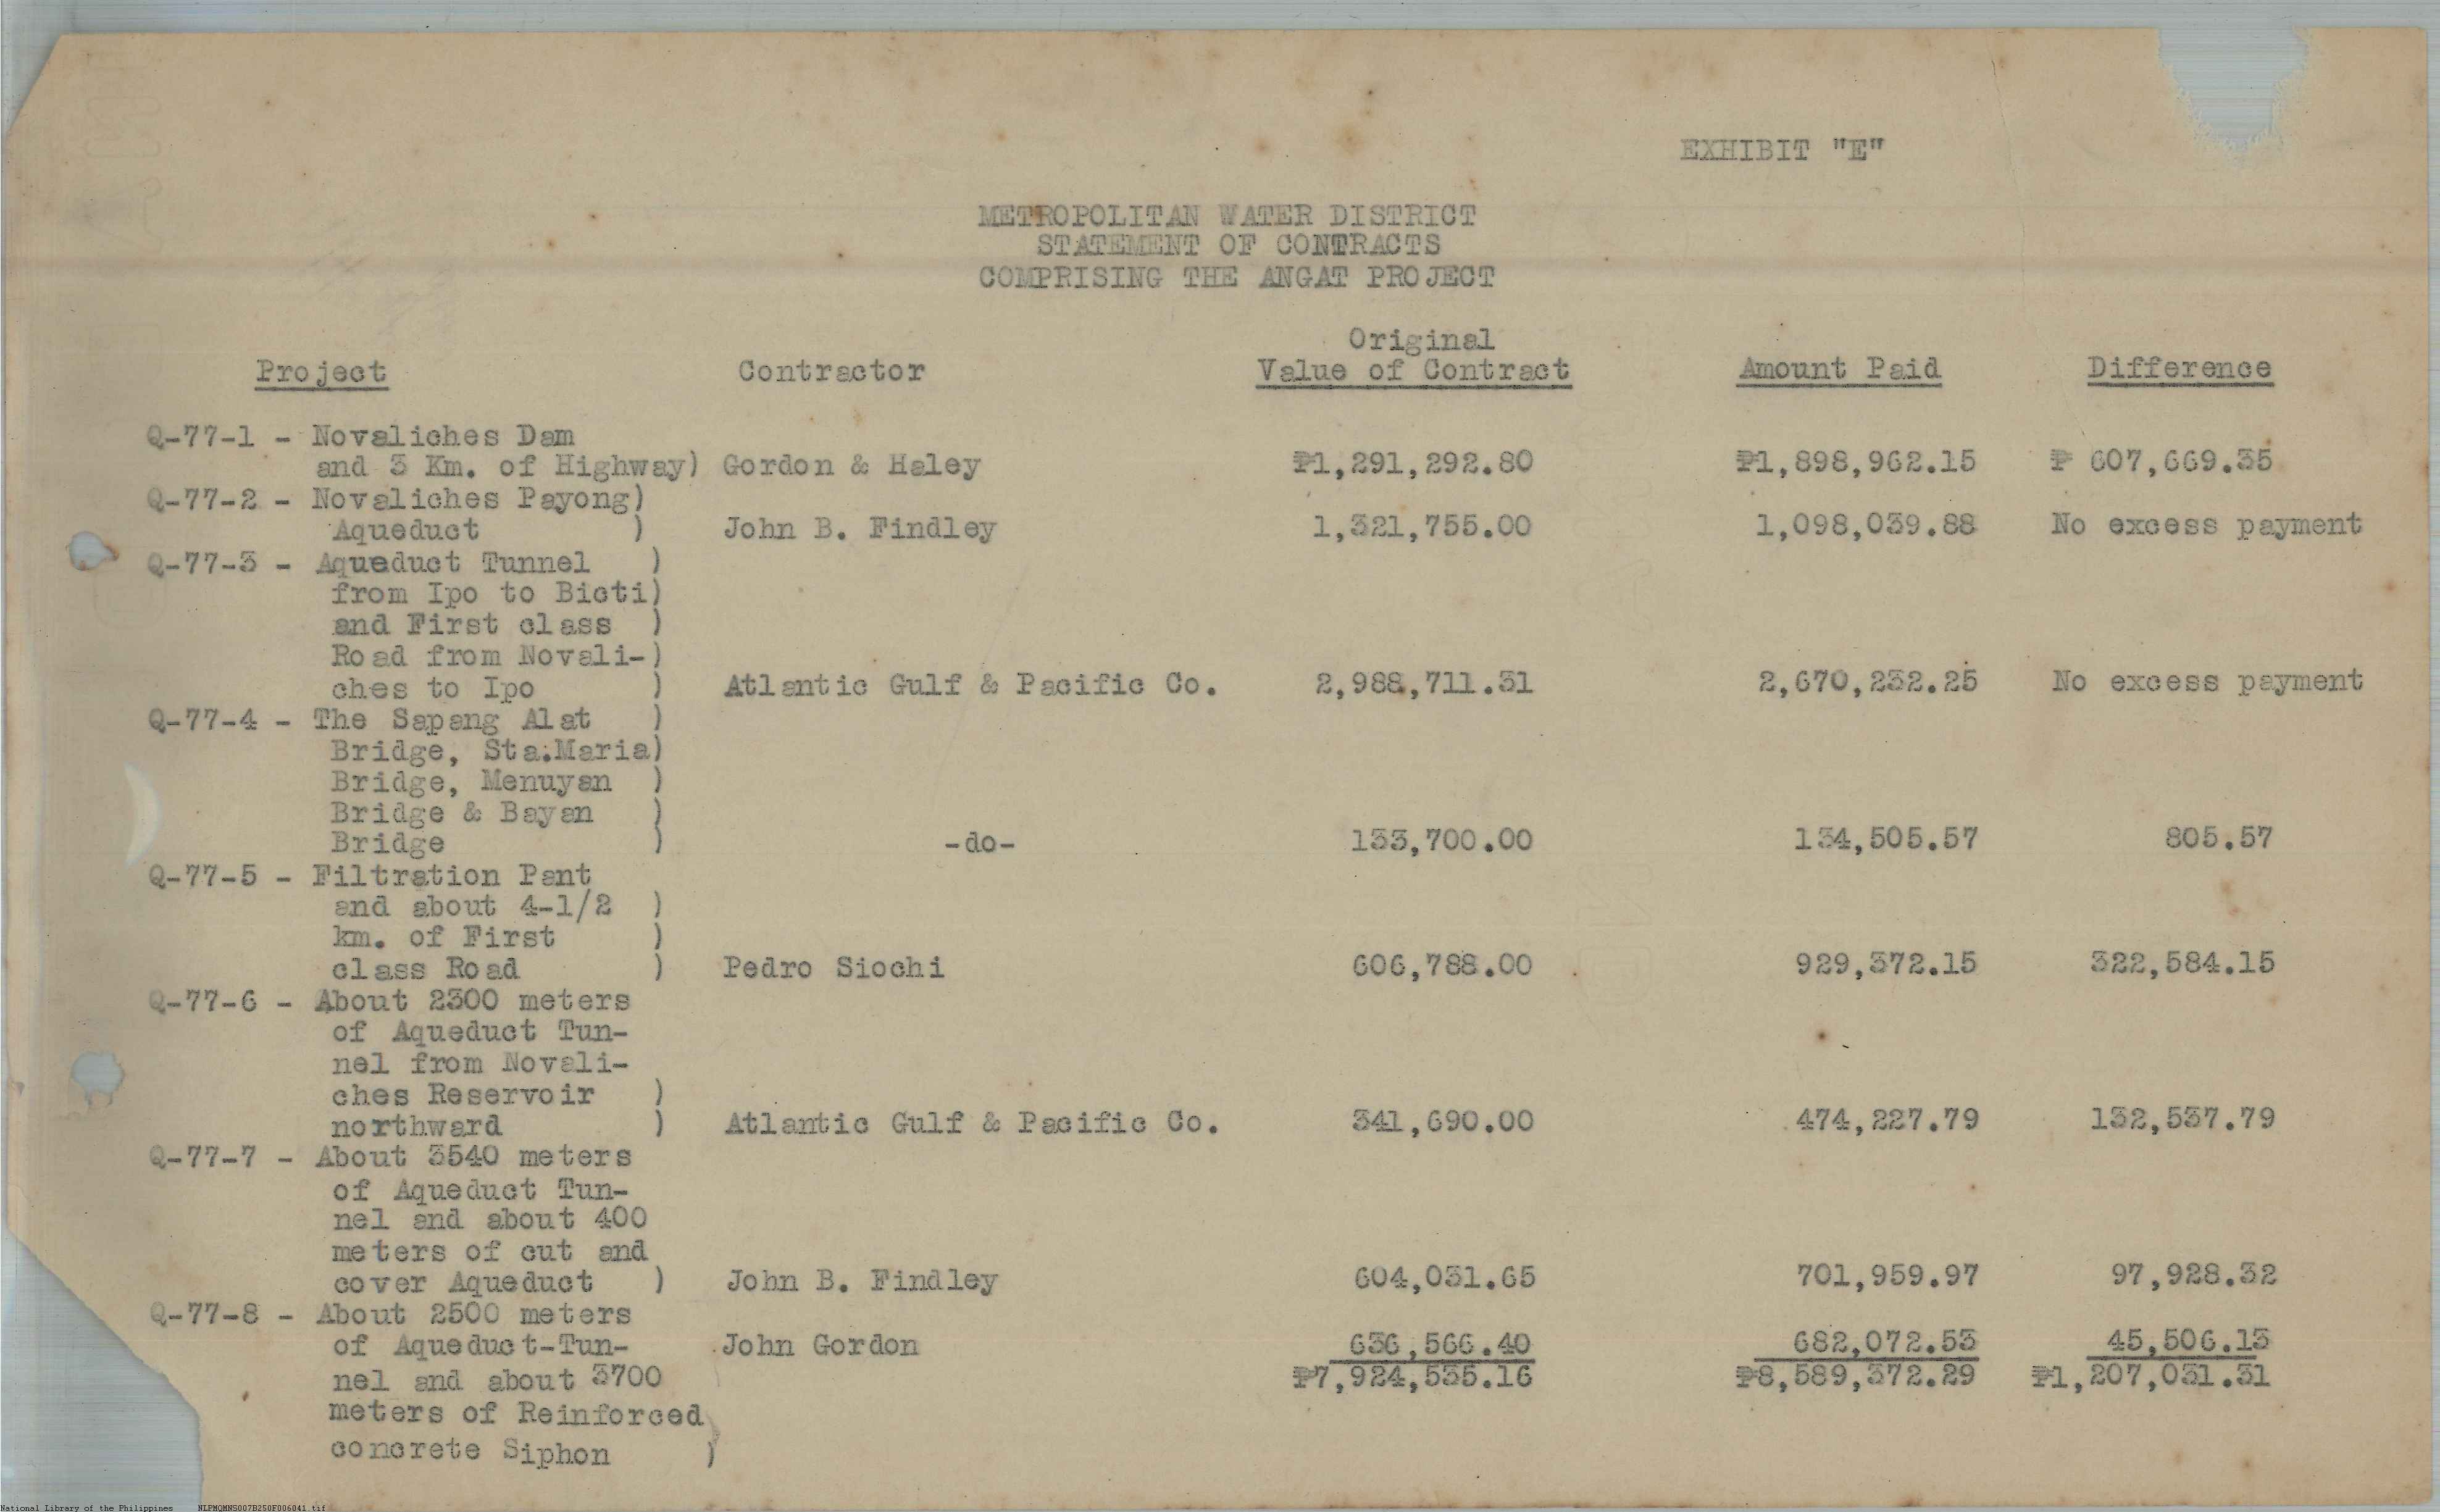 EXHIBIT "E"
METROPOLITAN WATER DISTRICT
STATEMENT OF CONTRACTS
COMPRISING THE ANGAT PROJECT
Original
Project Contractor Value of Contract Amount Paid Difference
Q-77-1 - Novaliches Dam
and 3 Km. of Highway) Gordon & Haley ₱1,291,292.80 ₱1,898,962.15 ₱ 607,669.35
Q-77-2 - Novaliches Payong)
Aqueduct ) John B. Findley 1,321,755.00 1,098,039.88 No excess payment
Q-77-3 - Aqueduct Tunnel )
from Ipo to Bicti)
and First class )
Road from Novali-)
ches to Ipo ) Atlantic Gulf & Pacific Co. 2,988,711.31 2,670,232.25 No excess payment
Q-77-4 - The Sapang Alat )
Bridge, Sta.Maria)
Bridge, Menuyan )
Bridge & Bayan )
Bridge ) -do- 133,700.00 134,505.57 805.57
Q-77-5 - Filtration Pant
and about 4-1/2 )
km. of First )
class Road ) Pedro Siochi 606,788.00 929,372.15 322,584.15
Q-77-6 - About 2300 meters
of Aqueduct Tun-
nel from Novali-
ches Reservoir )
northward ) Atlantic Gulf & Pacific Co. 341,690.00 474,227.79 132,537.79
Q-77-7 - About 3540 meters
of Aqueduct Tun-
nel and about 400
meters of cut and
cover Aqueduct ) John B. Findley 604,031.65 701,959.97 97,928.32
Q-77-8 - About 2500 meters
of Aqueduct-Tun- John Gordon 636,566.40 682,072.53 45,506.13
nel and about 3700 ₱7,924,535.16 ₱8,589,372.29 ₱1,207,031.31
meters of Reinforced
concrete Siphon )
National Library of the Philippines NLPMQMNS007B250F006041.tif